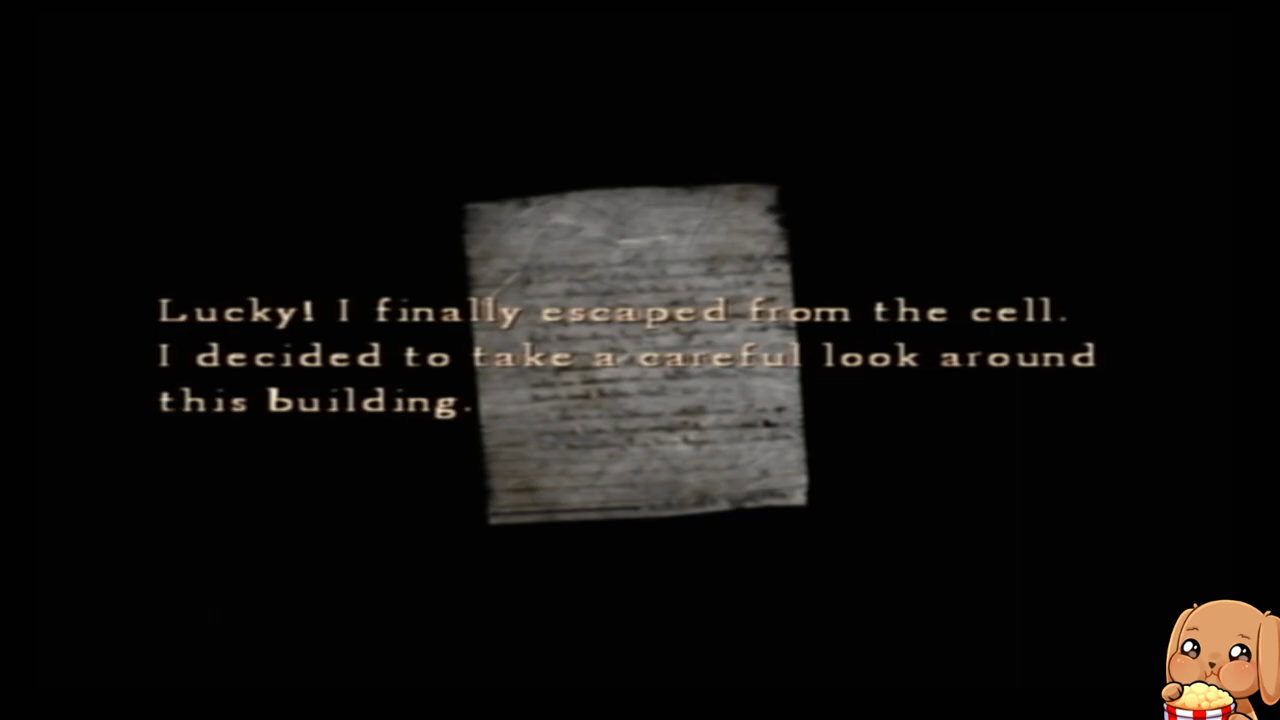 Lucky! I finally escaped from the cell.
I decided to take a careful look around
this building.